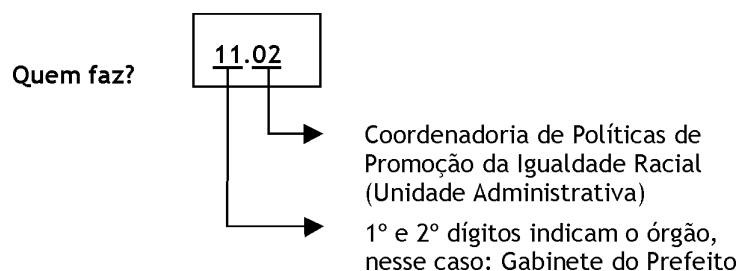 11.02
Quem faz?
Coordenadoria de Políticas de
Promoção da Igualdade Racial
(Unidade Administrativa)
1º e 2º dígitos indicam o órgão,
nesse caso: Gabinete do Prefeito